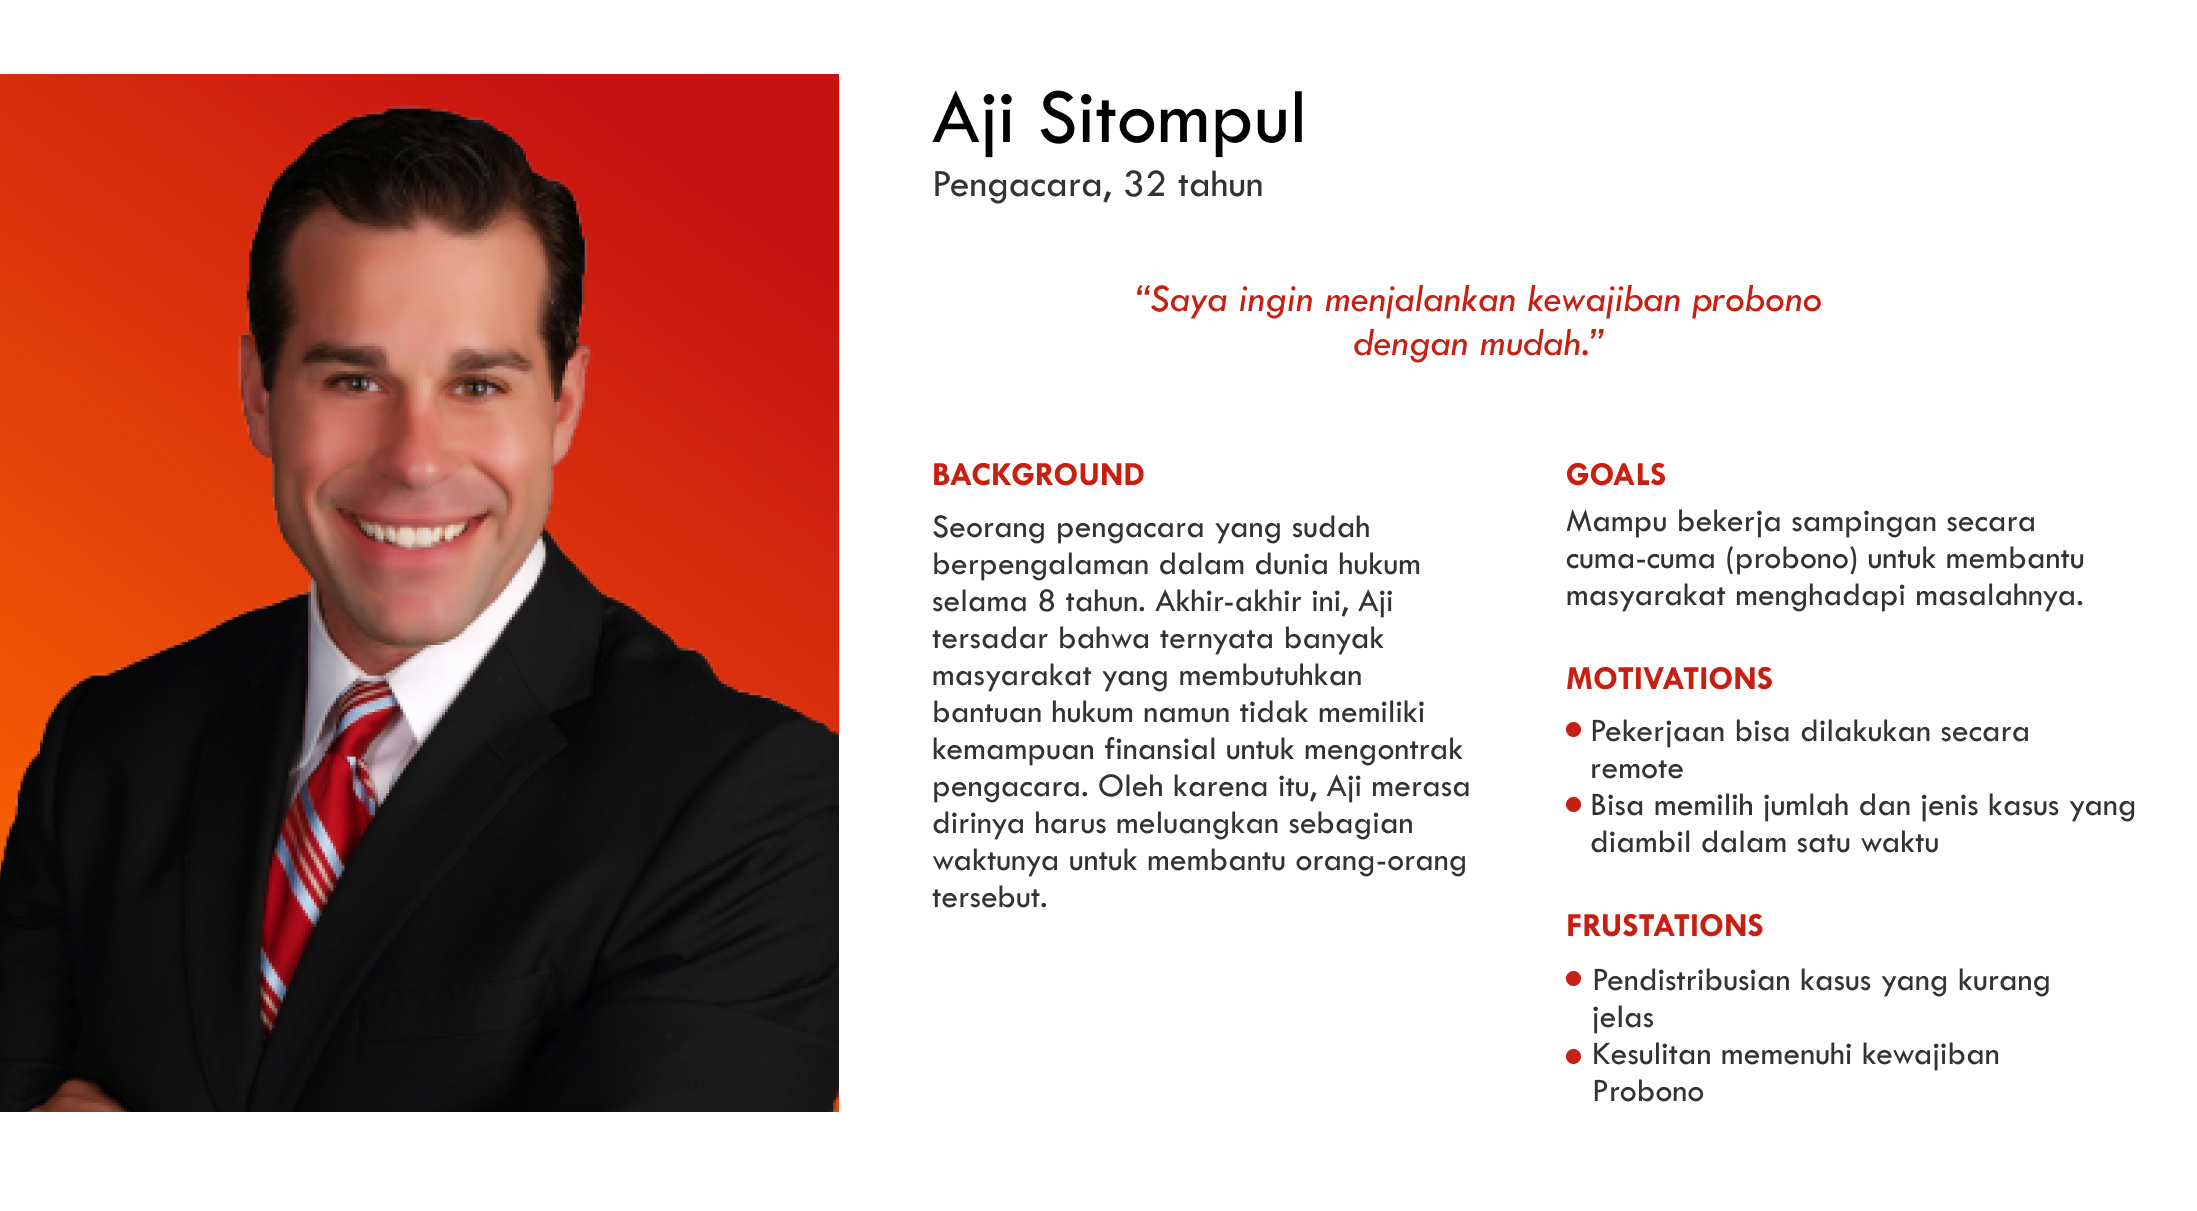 Aji Sitompul
Pengacara, 32 tahun
“Saya ingin menjalankan kewajiban probono
dengan mudah.”
BACKGROUND
Seorang pengacara yang sudah
berpengalaman dalam dunia hukum
selama 8 tahun. Akhir-akhir ini, Aji
tersadar bahwa ternyata banyak
masyarakat yang membutuhkan
bantuan hukum namun tidak memiliki
kemampuan finansial untuk mengontrak
pengacara. Oleh karena itu, Aji merasa
dirinya harus meluangkan sebagian
waktunya untuk membantu orang-orang
tersebut.
GOALS
Mampu bekerja sampingan secara
cuma-cuma (probono) untuk membantu
masyarakat menghadapi masalahnya.
MOTIVATIONS
● Pekerjaan bisa dilakukan secara
remote
● Bisa memilih jumlah dan jenis kasus yang
diambil dalam satu waktu
FRUSTATIONS
● Pendistribusian kasus yang kurang
jelas
● Kesulitan memenuhi kewajiban
Probono